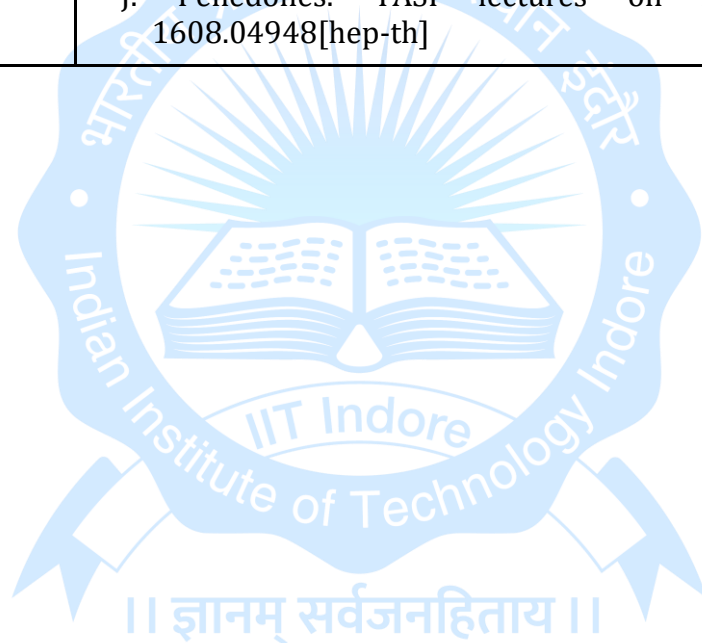 J. Penedones. TASI lectures on
1608.04948[hep-th]
भारतीय इंदौर
Indian Institute of Technology Indore
IIT Indore
।। ज्ञानम् सर्वजनहिताय ।।